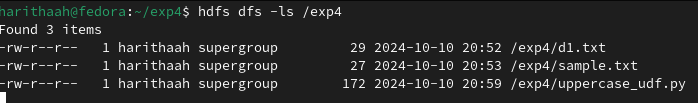 harithaah@fedora:~/exp4$ hdfs dfs -ls /exp4
Found 3 items
-rw-r--r--   1 harithaah supergroup         29 2024-10-10 20:52 /exp4/d1.txt
-rw-r--r--   1 harithaah supergroup         27 2024-10-10 20:53 /exp4/sample.txt
-rw-r--r--   1 harithaah supergroup        172 2024-10-10 20:59 /exp4/uppercase_udf.py